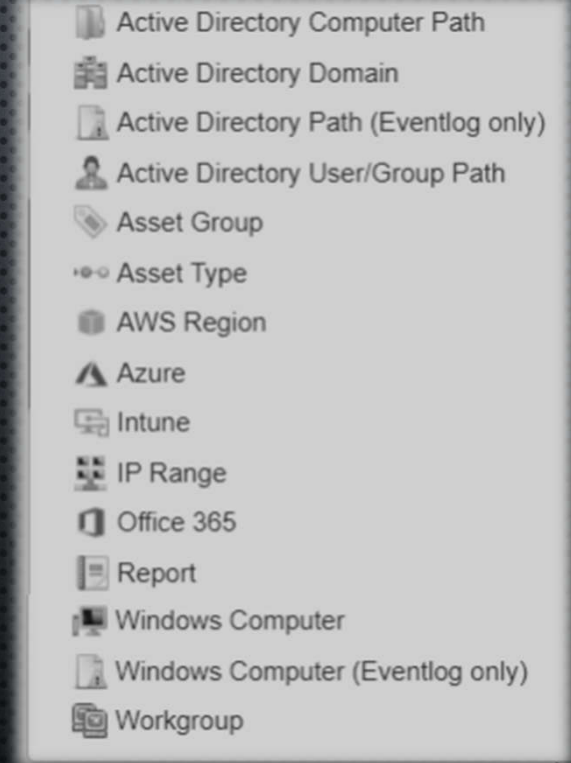 Active Directory Computer Path
Active Directory Domain
Active Directory Path (Eventlog only)
Active Directory User/Group Path
Asset Group
Asset Type
AWS Region
Azure
Intune
IP Range
Office 365
Report
Windows Computer
Windows Computer (Eventlog only)
Workgroup